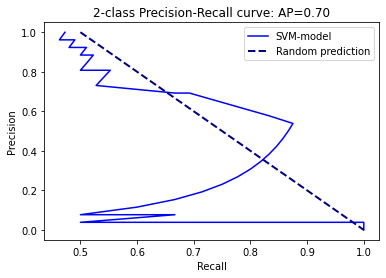 2-class Precision-Recall curve: AP=0.70
SVM-model
Random prediction
Precision
1.0
0.8
0.6
0.4
0.2
0.0
0.5 0.6 0.7 0.8 0.9 1.0
Recall